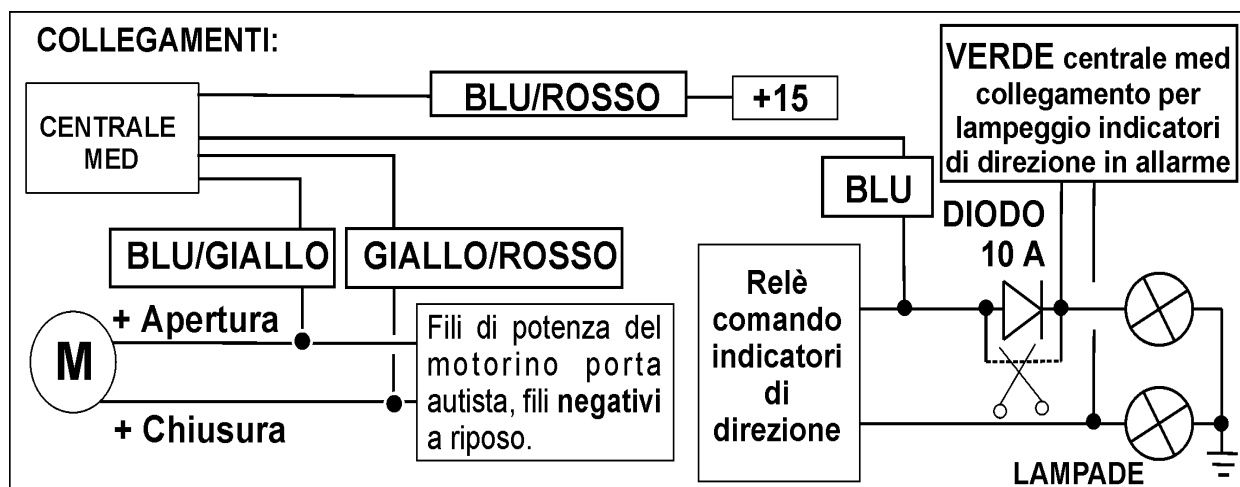 COLLEGAMENTI:
CENTRALE
MED
BLU/ROSSO
+15
VERDE centrale med
collegamento per
lampeggio indicatori
di direzione in allarme
BLU
DIODO
10 A
BLU/GIALLO
GIALLO/ROSSO
+ Apertura
M
+ Chiusura
Fili di potenza del
motorino porta
autista, fili negativi
a riposo.
Relè
comando
indicatori
di
direzione
LAMPADE